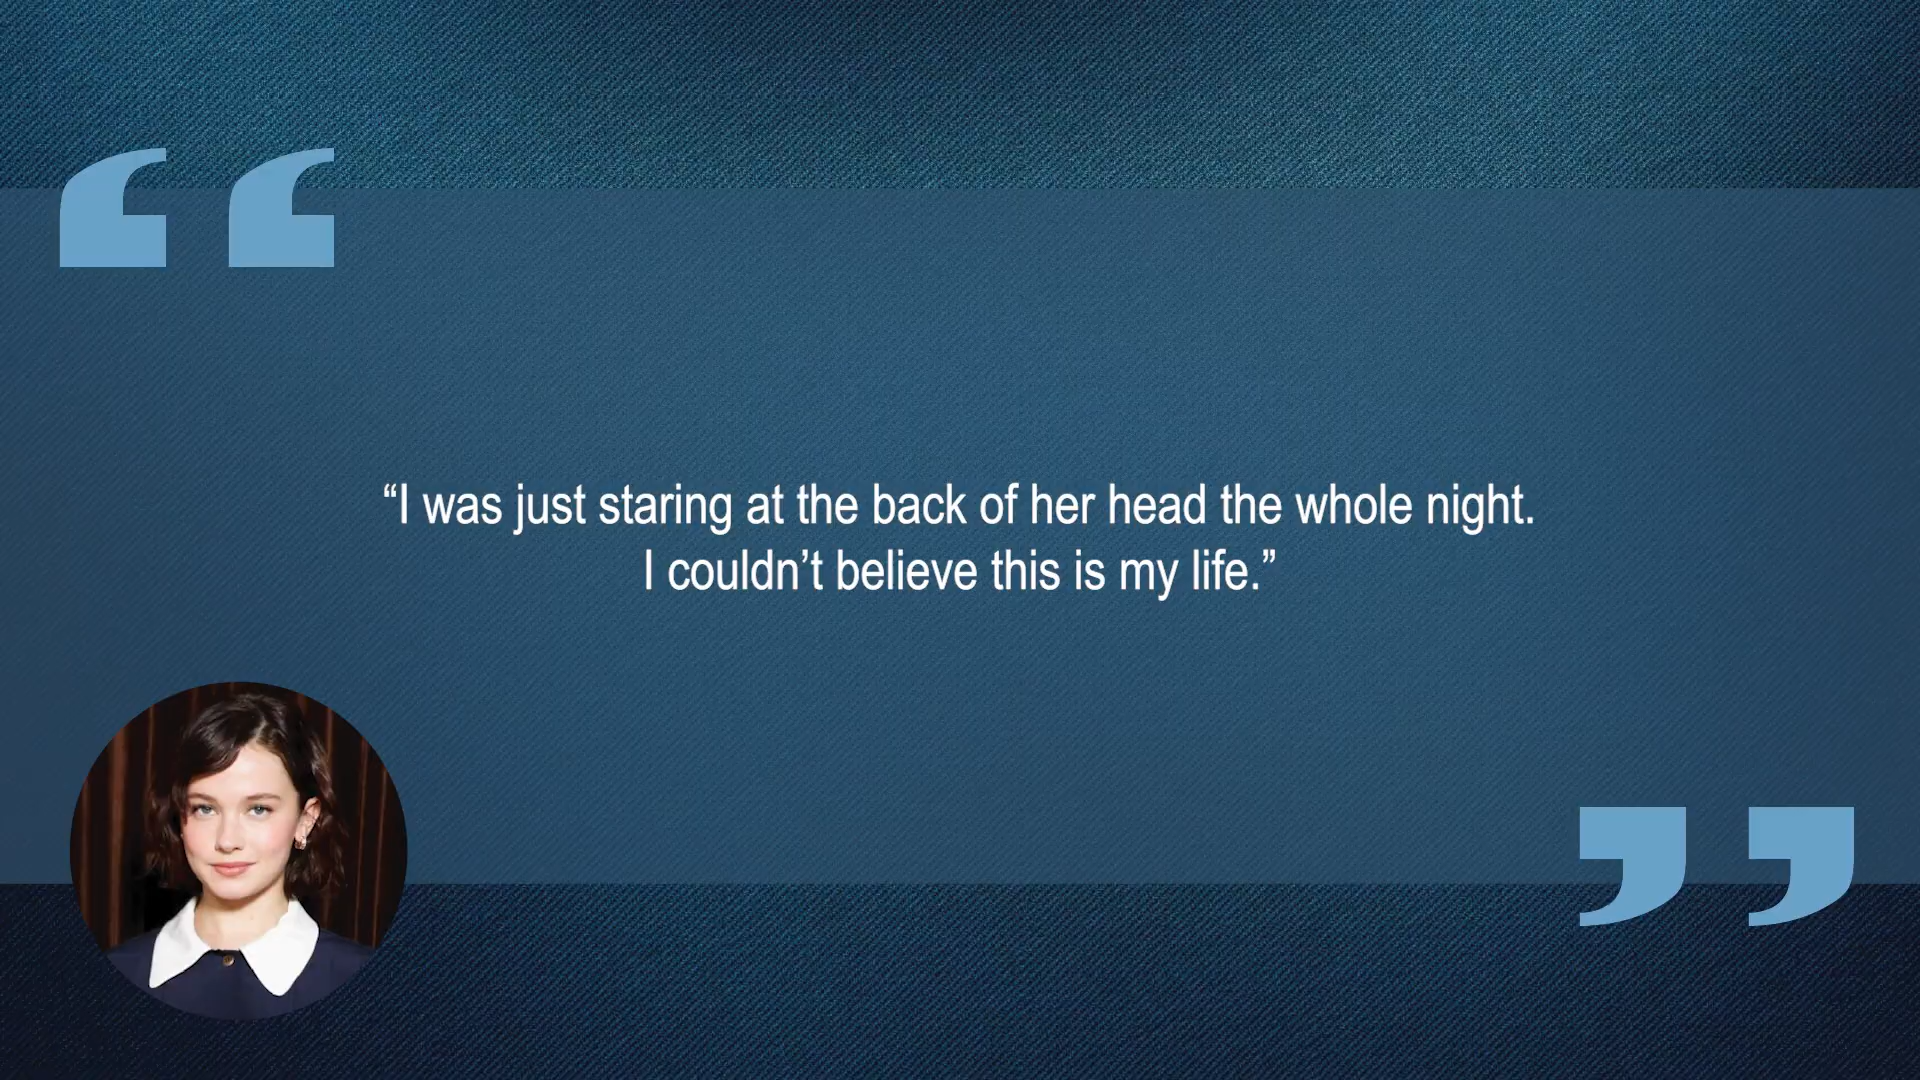 “I was just staring at the back of her head the whole night.
I couldn’t believe this is my life.”